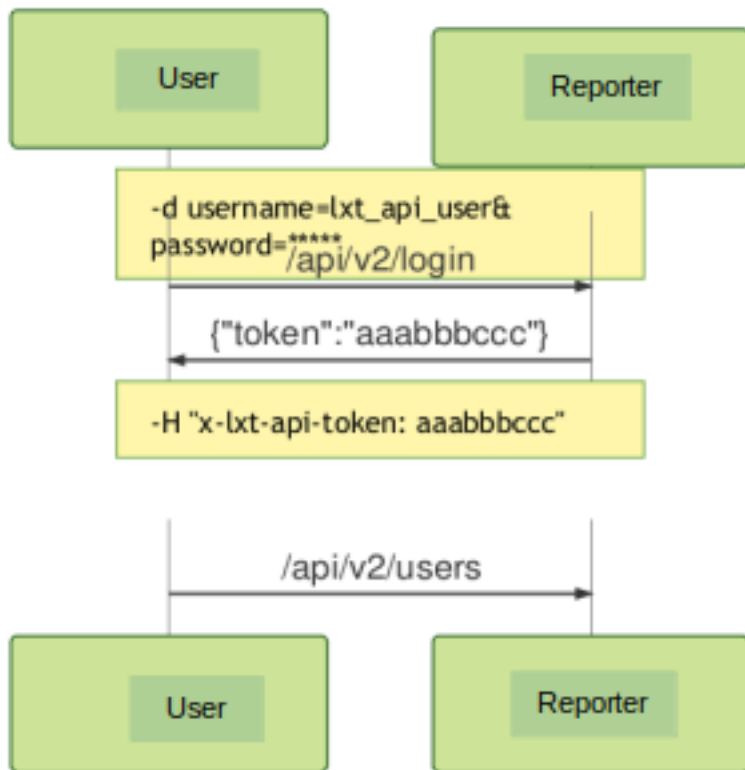 User
Reporter
-d username=lxt_api_user&
password=*****
/api/v2/login
{"token":"aaabbbccc"}
-H "x-lxt-api-token: aaabbbccc"
/api/v2/users
User
Reporter